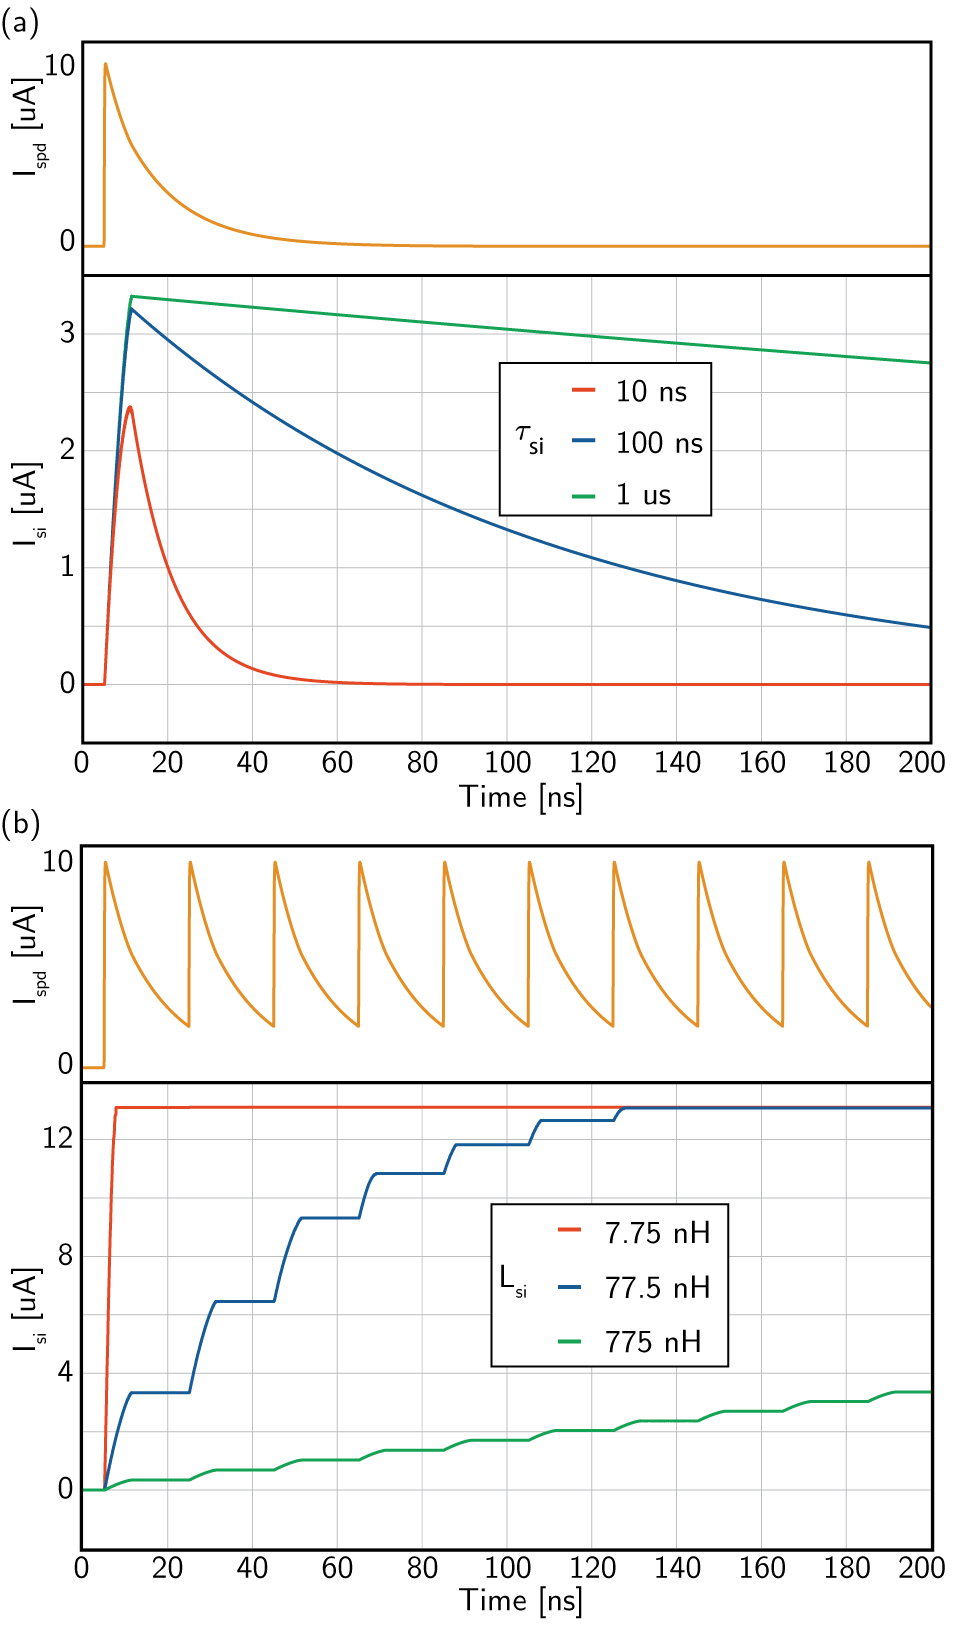 (a)
10
0
I_spd [uA]
3
2
1
0
I_si [uA]
τ_si
10 ns
100 ns
1 us
0 20 40 60 80 100 120 140 160 180 200
Time [ns]
(b)
10
0
I_spd [uA]
12
8
4
0
I_si [uA]
L_si
7.75 nH
77.5 nH
775 nH
0 20 40 60 80 100 120 140 160 180 200
Time [ns]